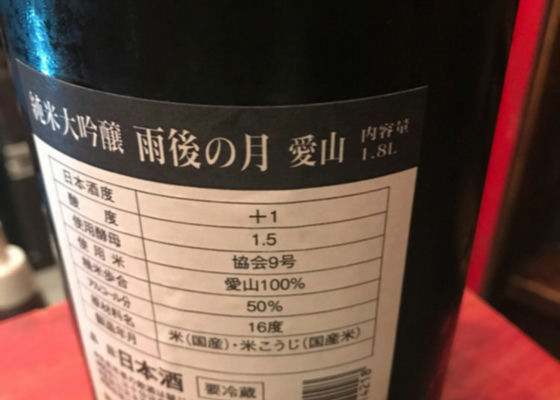 純米大吟醸 雨後の月 愛山 内容量 1.8L
日本酒度 +1
酸度 1.5
使用酵母 協会9号
使用米 愛山100%
精米歩合 50%
アルコール分 16度
原材料名 米(国産)・米こうじ(国産米)
製造年月
品目 日本酒 要冷蔵